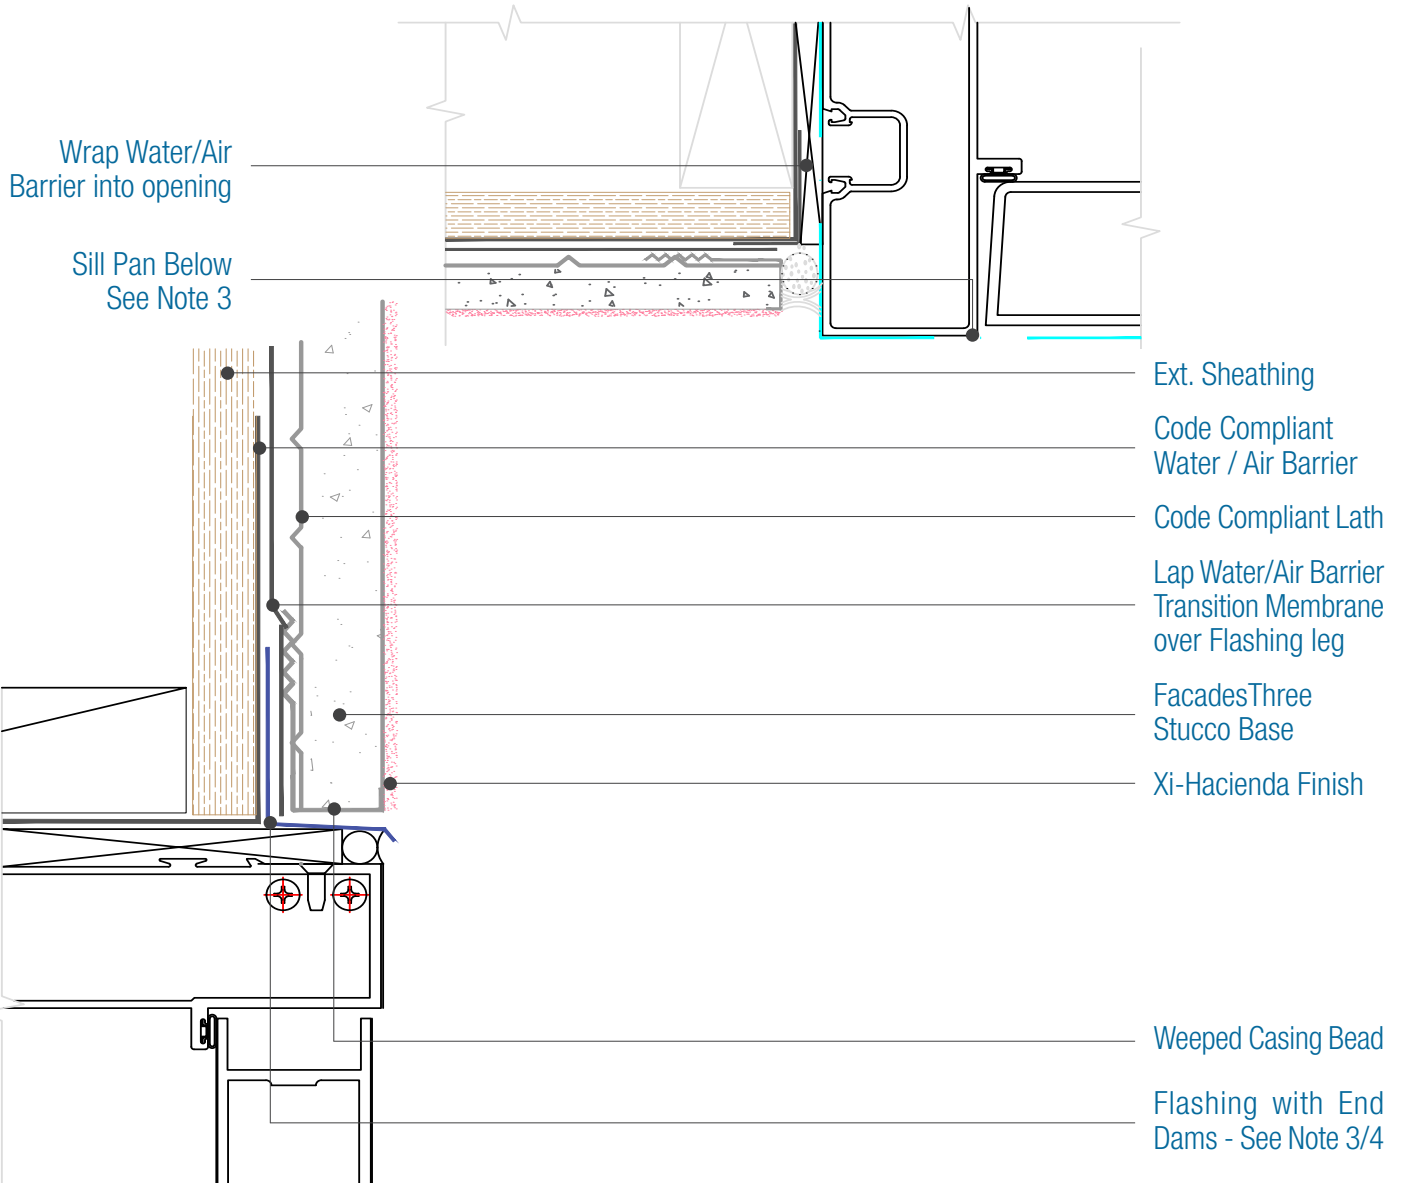 Wrap Water/Air
Barrier into opening
Sill Pan Below
See Note 3
Ext. Sheathing
Code Compliant
Water / Air Barrier
Code Compliant Lath
Lap Water/Air Barrier
Transition Membrane
over Flashing leg
FacadesThree
Stucco Base
Xi-Hacienda Finish
Weeped Casing Bead
Flashing with End
Dams - See Note 3/4